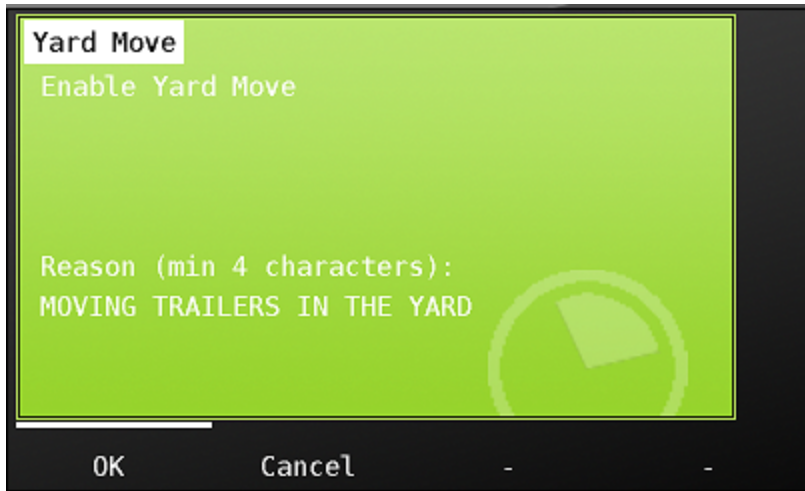 Yard Move
Enable Yard Move
Reason (min 4 characters):
MOVING TRAILERS IN THE YARD
OK Cancel - -